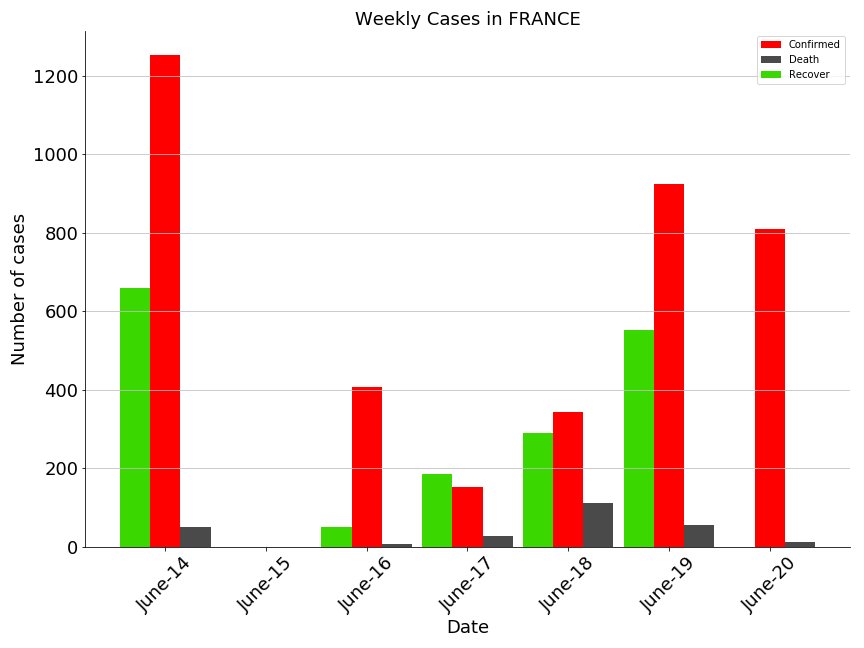 Weekly Cases in FRANCE
Confirmed
Death
Recover
Number of cases
1200
1000
800
600
400
200
0
June-14
June-15
June-16
June-17
June-18
June-19
June-20
Date